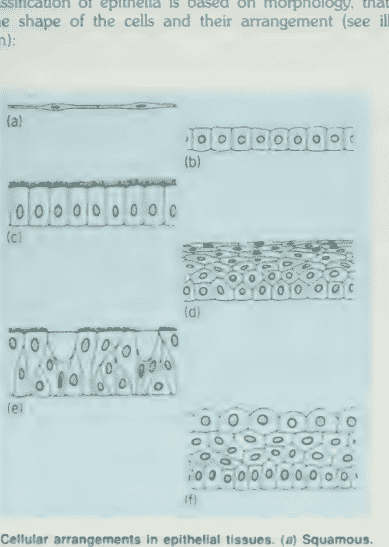 ssification of epithelia is based on morphology, that
e shape of the cells and their arrangement (see ill
n):
(a)
(b)
(c)
(d)
(e)
(f)
Cellular arrangements in epithelial tissues. (a) Squamous.